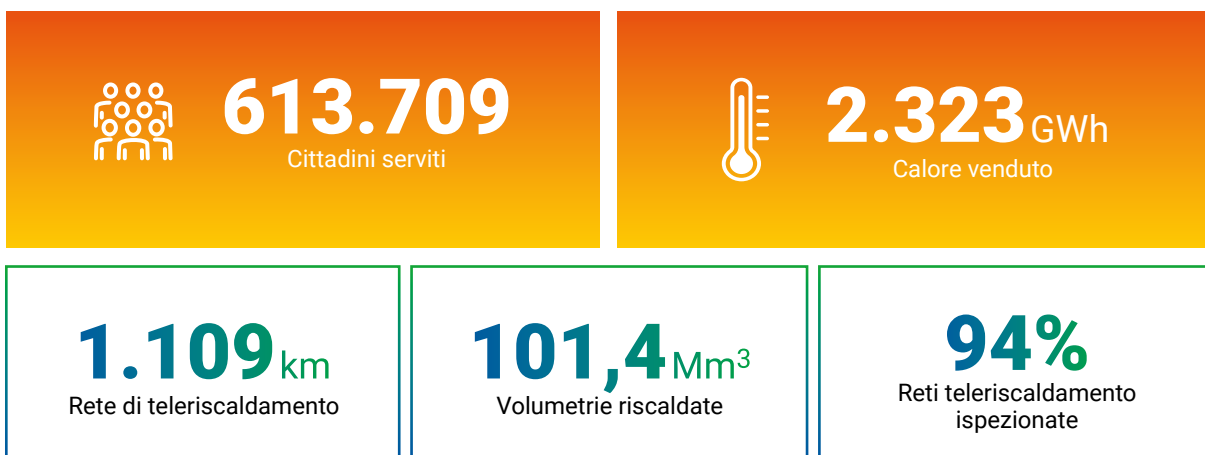 613.709
Cittadini serviti
2.323 GWh
Calore venduto
1.109 km
Rete di teleriscaldamento
101,4 Mm³
Volumetrie riscaldate
94%
Reti teleriscaldamento
ispezionate